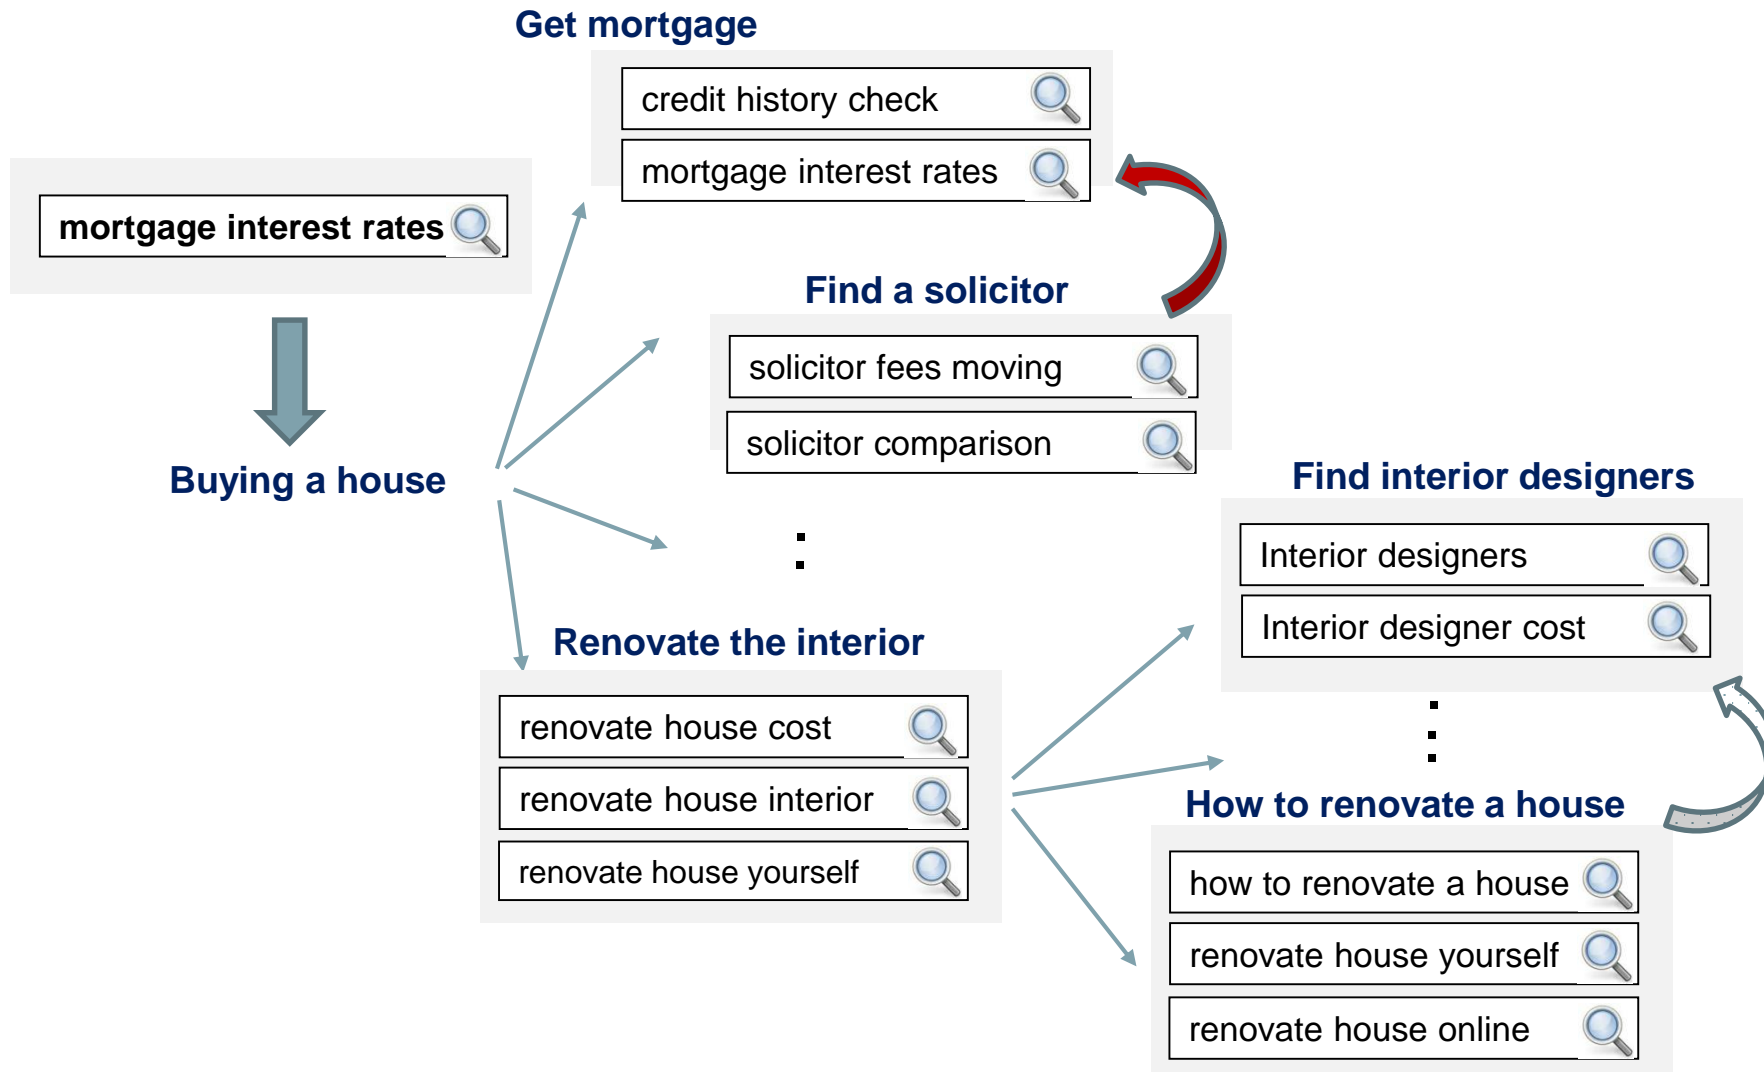 Get mortgage
credit history check
mortgage interest rates
mortgage interest rates
Find a solicitor
solicitor fees moving
solicitor comparison
Buying a house
Find interior designers
Interior designers
Interior designer cost
Renovate the interior
renovate house cost
renovate house interior
renovate house yourself
How to renovate a house
how to renovate a house
renovate house yourself
renovate house online